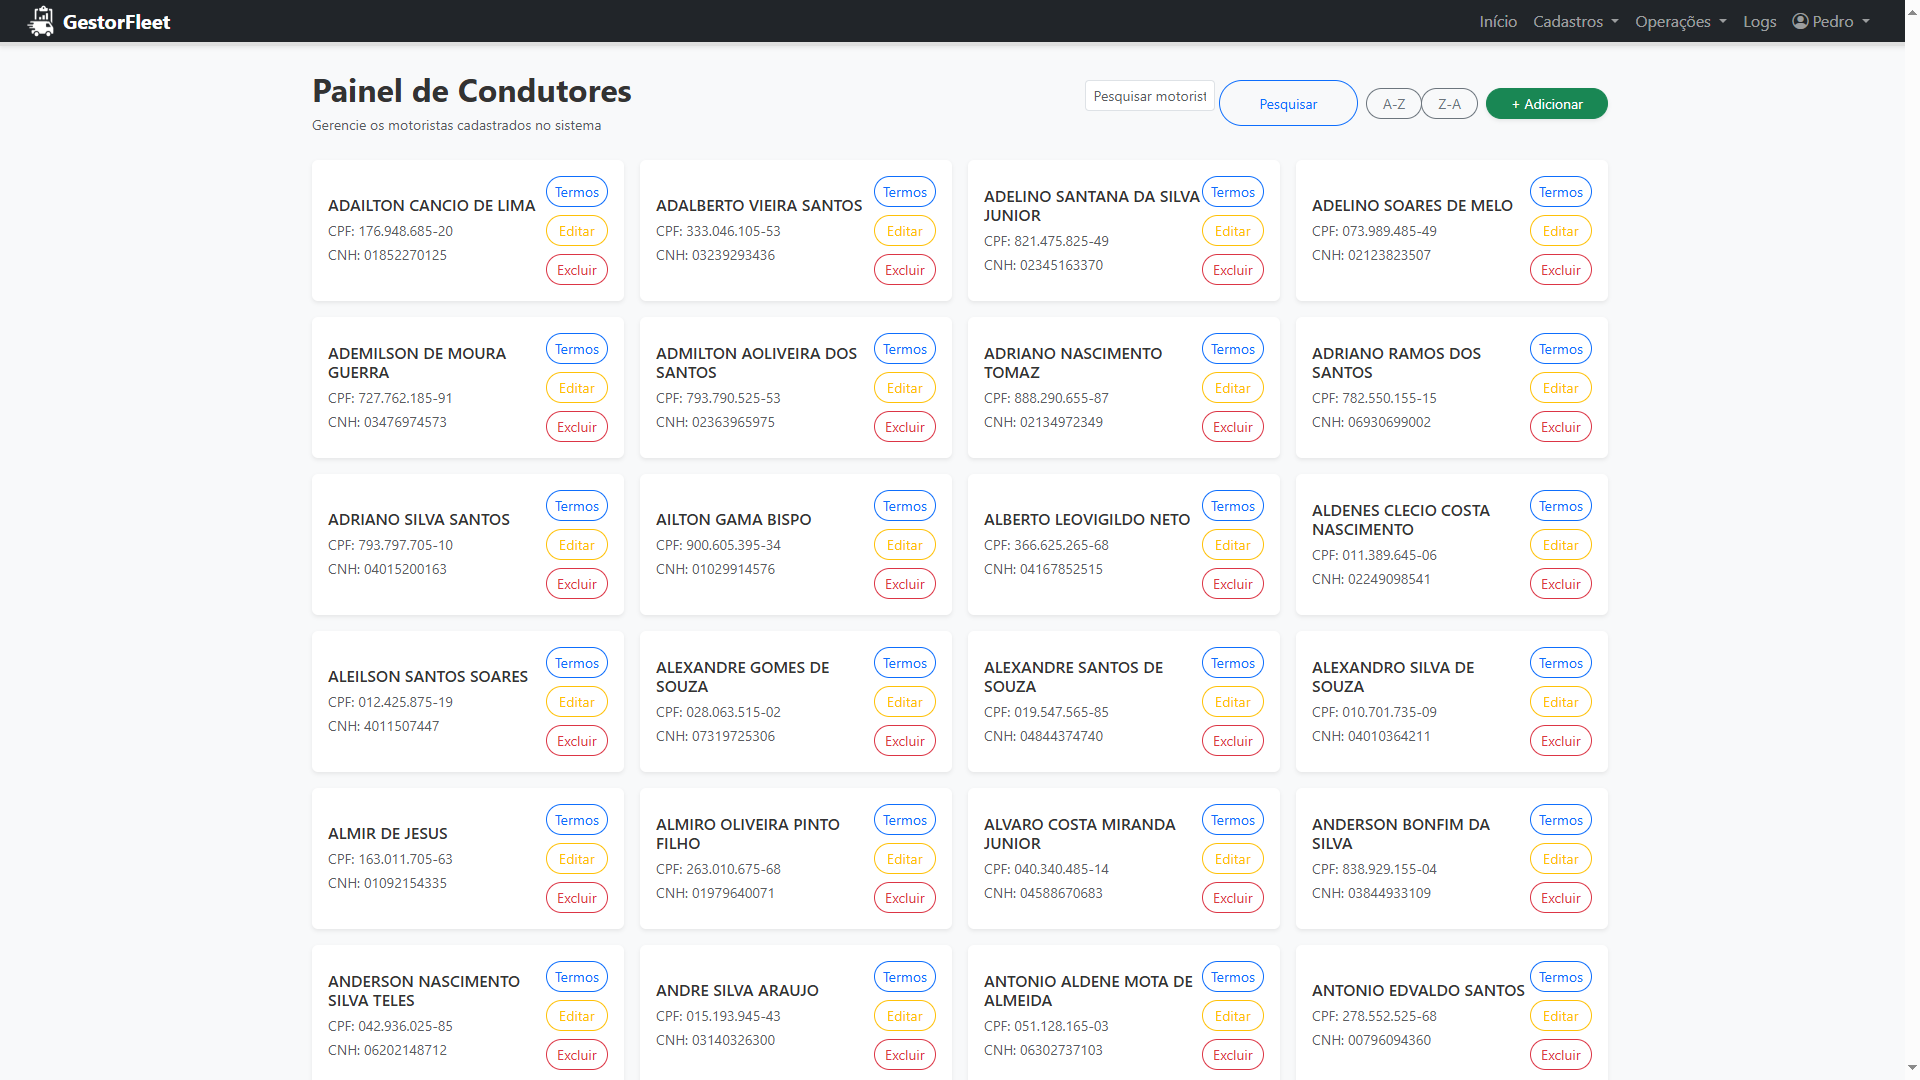 GestorFleet
Início Cadastros Operações Logs Pedro
Painel de Condutores
Gerencie os motoristas cadastrados no sistema
Pesquisar motorist
Pesquisar
A-Z
Z-A
+ Adicionar
ADAILTON CANCIO DE LIMA
CPF: 176.948.685-20
CNH: 01852270125
Termos
Editar
Excluir
ADALBERTO VIEIRA SANTOS
CPF: 333.046.105-53
CNH: 03239293436
Termos
Editar
Excluir
ADELINO SANTANA DA SILVA
JUNIOR
CPF: 821.475.825-49
CNH: 02345163370
Termos
Editar
Excluir
ADELINO SOARES DE MELO
CPF: 073.989.485-49
CNH: 02123823507
Termos
Editar
Excluir
ADEMILSON DE MOURA
GUERRA
CPF: 727.762.185-91
CNH: 03476974573
Termos
Editar
Excluir
ADMILTON AOLIVEIRA DOS
SANTOS
CPF: 793.790.525-53
CNH: 02363965975
Termos
Editar
Excluir
ADRIANO NASCIMENTO
TOMAZ
CPF: 888.290.655-87
CNH: 02134972349
Termos
Editar
Excluir
ADRIANO RAMOS DOS
SANTOS
CPF: 782.550.155-15
CNH: 06930699002
Termos
Editar
Excluir
ADRIANO SILVA SANTOS
CPF: 793.797.705-10
CNH: 04015200163
Termos
Editar
Excluir
AILTON GAMA BISPO
CPF: 900.605.395-34
CNH: 01029914576
Termos
Editar
Excluir
ALBERTO LEOVIGILDO NETO
CPF: 366.625.265-68
CNH: 04167852515
Termos
Editar
Excluir
ALDENES CLECIO COSTA
NASCIMENTO
CPF: 011.389.645-06
CNH: 02249098541
Termos
Editar
Excluir
ALEILSON SANTOS SOARES
CPF: 012.425.875-19
CNH: 4011507447
Termos
Editar
Excluir
ALEXANDRE GOMES DE
SOUZA
CPF: 028.063.515-02
CNH: 07319725306
Termos
Editar
Excluir
ALEXANDRE SANTOS DE
SOUZA
CPF: 019.547.565-85
CNH: 04844374740
Termos
Editar
Excluir
ALEXANDRO SILVA DE
SOUZA
CPF: 010.701.735-09
CNH: 04010364211
Termos
Editar
Excluir
ALMIR DE JESUS
CPF: 163.011.705-63
CNH: 01092154335
Termos
Editar
Excluir
ALMIRO OLIVEIRA PINTO
FILHO
CPF: 263.010.675-68
CNH: 01979640071
Termos
Editar
Excluir
ALVARO COSTA MIRANDA
JUNIOR
CPF: 040.340.485-14
CNH: 04588670683
Termos
Editar
Excluir
ANDERSON BONFIM DA
SILVA
CPF: 838.929.155-04
CNH: 03844933109
Termos
Editar
Excluir
ANDERSON NASCIMENTO
SILVA TELES
CPF: 042.936.025-85
CNH: 06202148712
Termos
Editar
Excluir
ANDRE SILVA ARAUJO
CPF: 015.193.945-43
CNH: 03140326300
Termos
Editar
Excluir
ANTONIO ALDENE MOTA DE
ALMEIDA
CPF: 051.128.165-03
CNH: 06302737103
Termos
Editar
Excluir
ANTONIO EDVALDO SANTOS
CPF: 278.552.525-68
CNH: 00796094360
Termos
Editar
Excluir